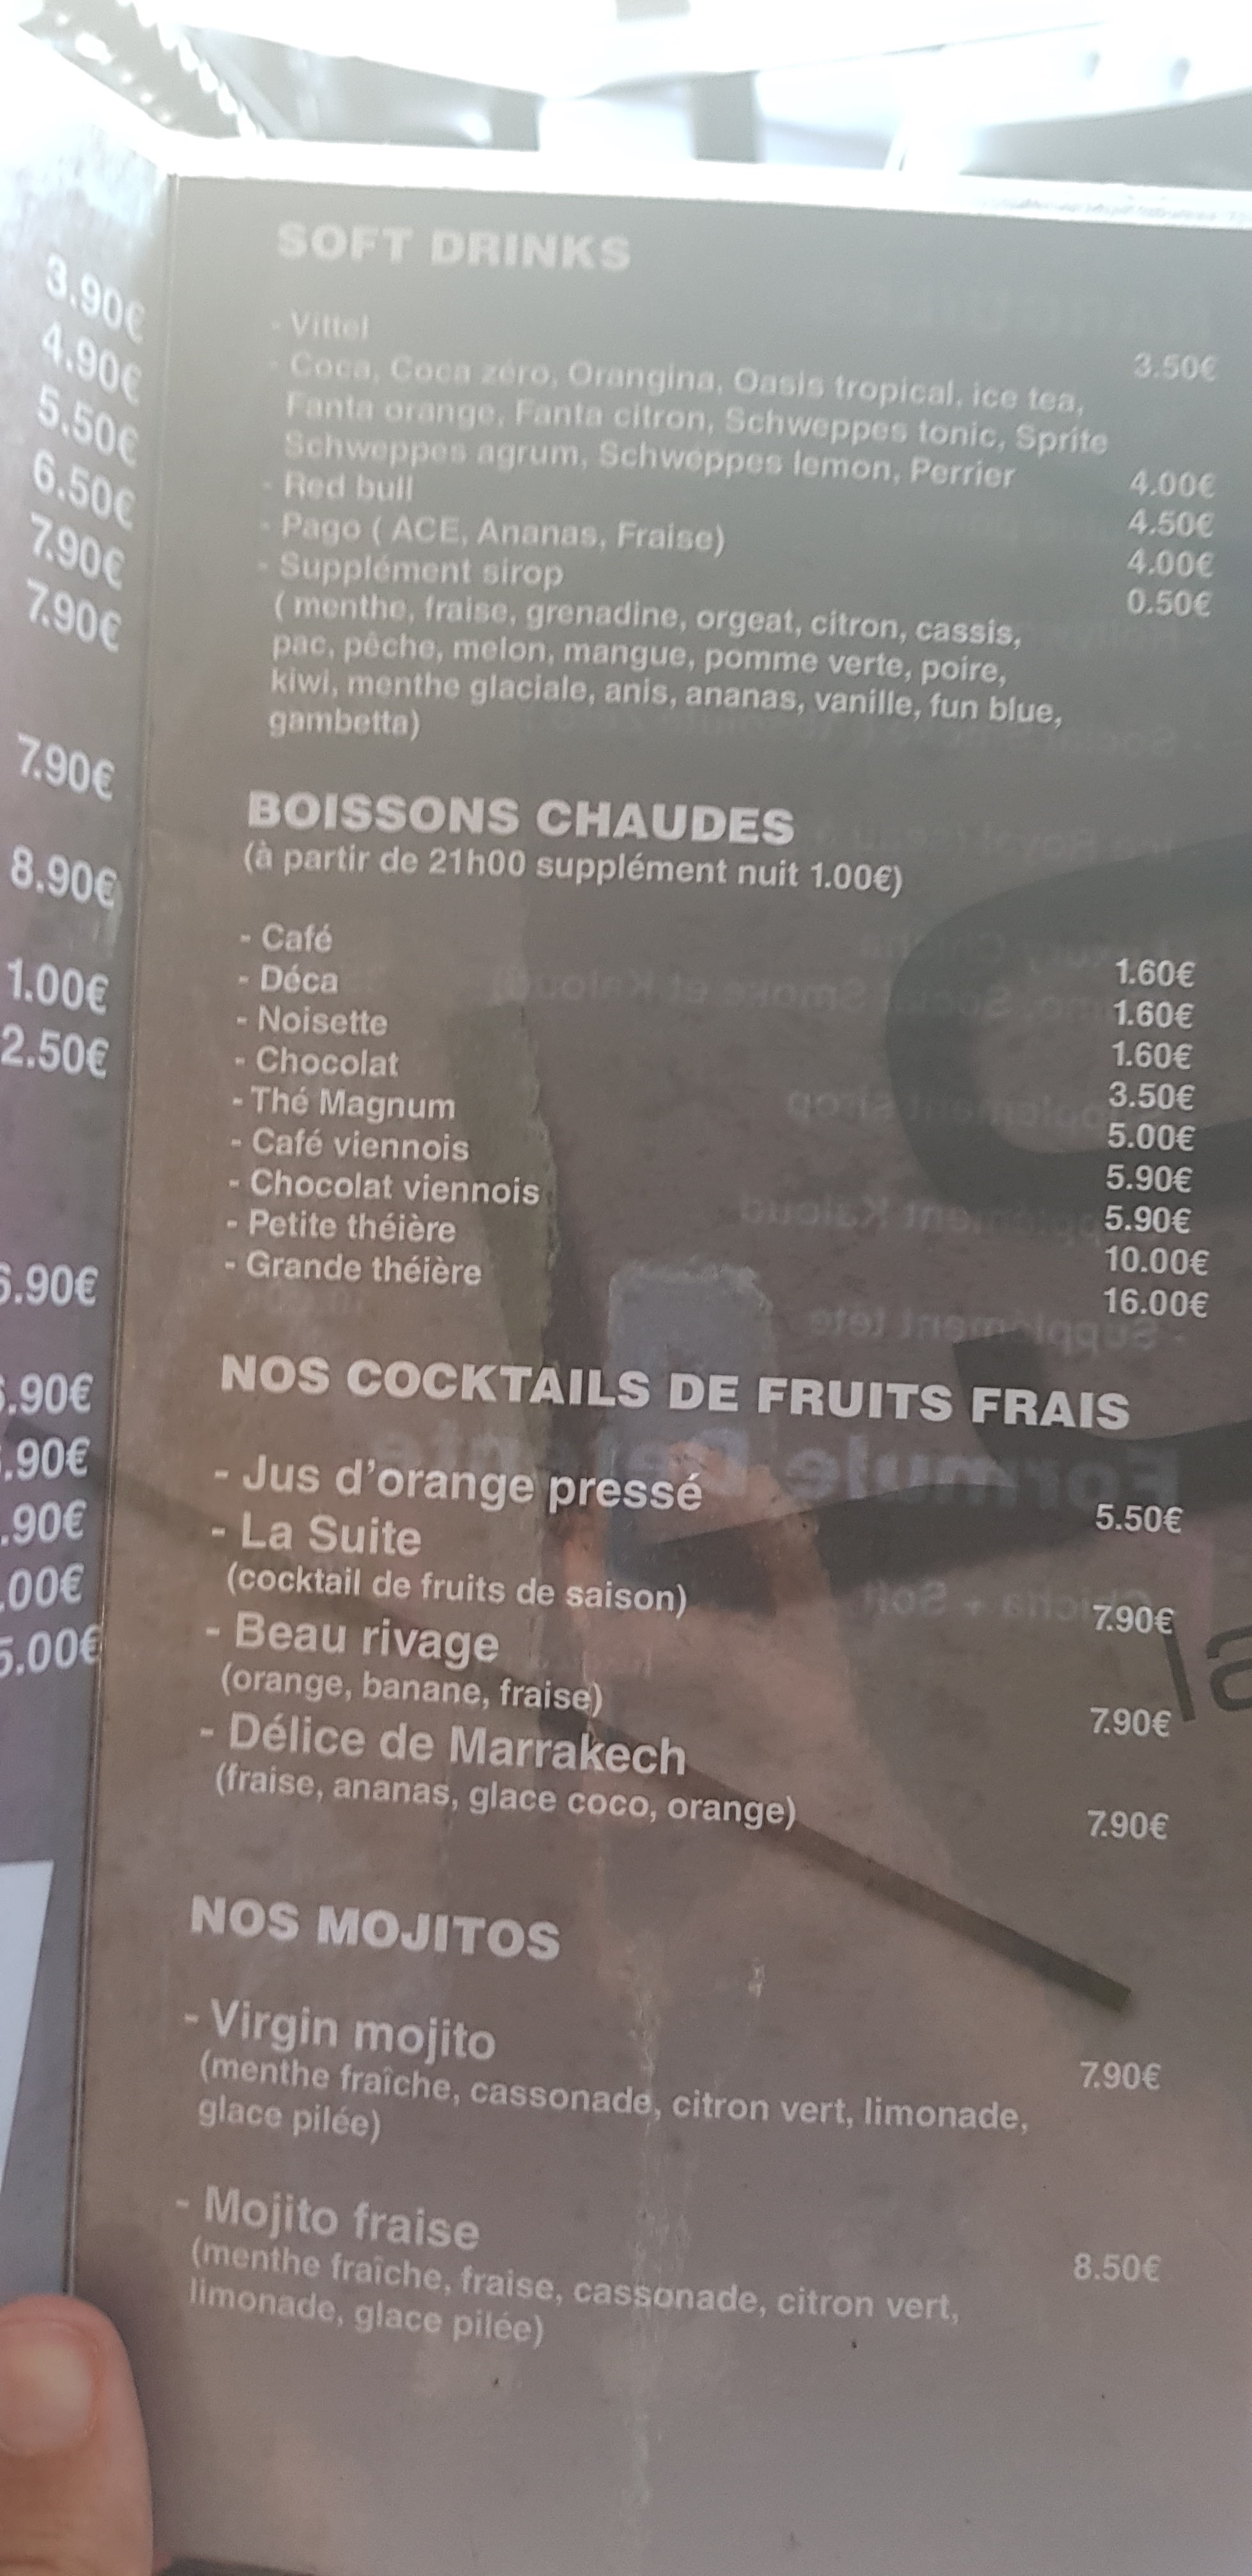 3.90€
4.90€
5.50€
6.50€
7.90€
7.90€
7.90€
8.90€
1.00€
2.50€
.90€
.90€
.90€
.90€
.00€
5.00€
SOFT DRINKS
- Vittel 3.50€
- Coca, Coca zéro, Orangina, Oasis tropical, ice tea,
Fanta orange, Fanta citron, Schweppes tonic, Sprite
Schweppes agrum, Schweppes lemon, Perrier 4.00€
- Red bull 4.50€
- Pago ( ACE, Ananas, Fraise) 4.00€
- Supplément sirop 0.50€
( menthe, fraise, grenadine, orgeat, citron, cassis,
pac, pêche, melon, mangue, pomme verte, poire,
kiwi, menthe glaciale, anis, ananas, vanille, fun blue,
gambetta)
BOISSONS CHAUDES
(à partir de 21h00 supplément nuit 1.00€)
- Café 1.60€
- Déca 1.60€
- Noisette 1.60€
- Chocolat 3.50€
- Thé Magnum 5.00€
- Café viennois 5.90€
- Chocolat viennois 5.90€
- Petite théière 10.00€
- Grande théière 16.00€
NOS COCKTAILS DE FRUITS FRAIS
- Jus d'orange pressé 5.50€
- La Suite
(cocktail de fruits de saison) 7.90€
- Beau rivage
(orange, banane, fraise) 7.90€
- Délice de Marrakech
(fraise, ananas, glace coco, orange) 7.90€
NOS MOJITOS
- Virgin mojito 7.90€
(menthe fraîche, cassonade, citron vert, limonade,
glace pilée)
- Mojito fraise 8.50€
(menthe fraîche, fraise, cassonade, citron vert,
limonade, glace pilée)